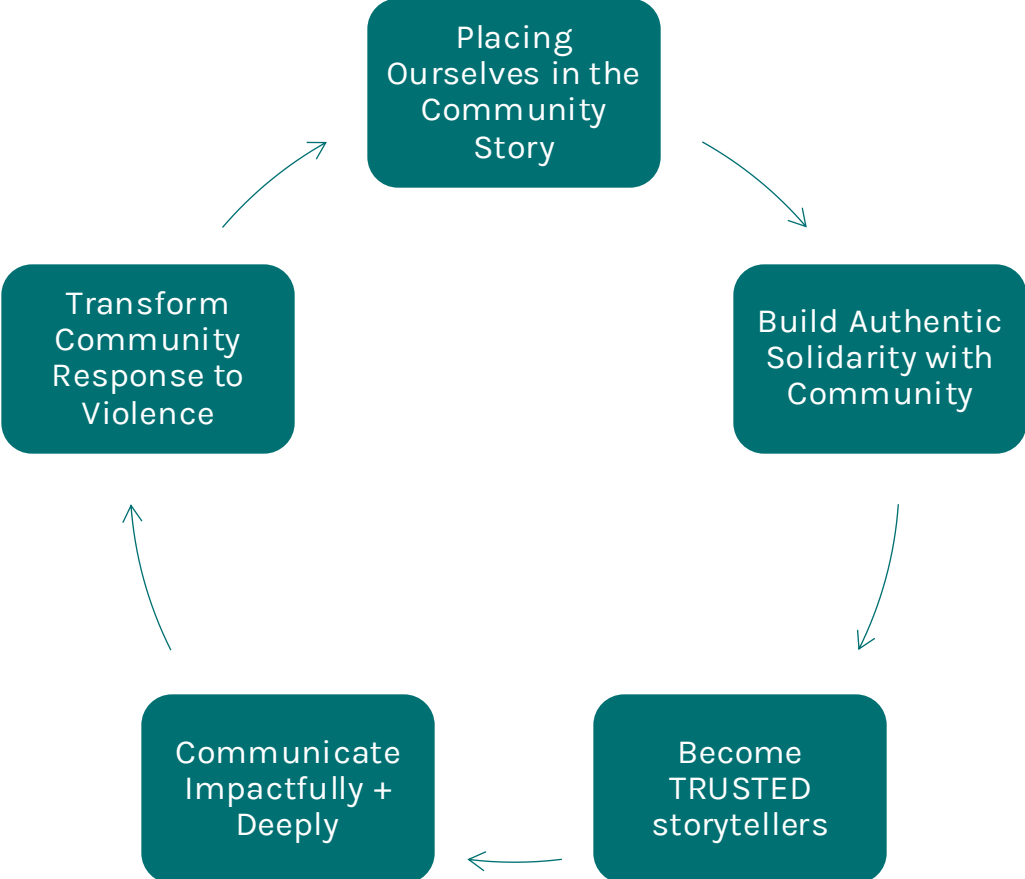 Placing
Ourselves in the
Community
Story
Build Authentic
Solidarity with
Community
Become
TRUSTED
storytellers
Communicate
Impactfully +
Deeply
Transform
Community
Response to
Violence